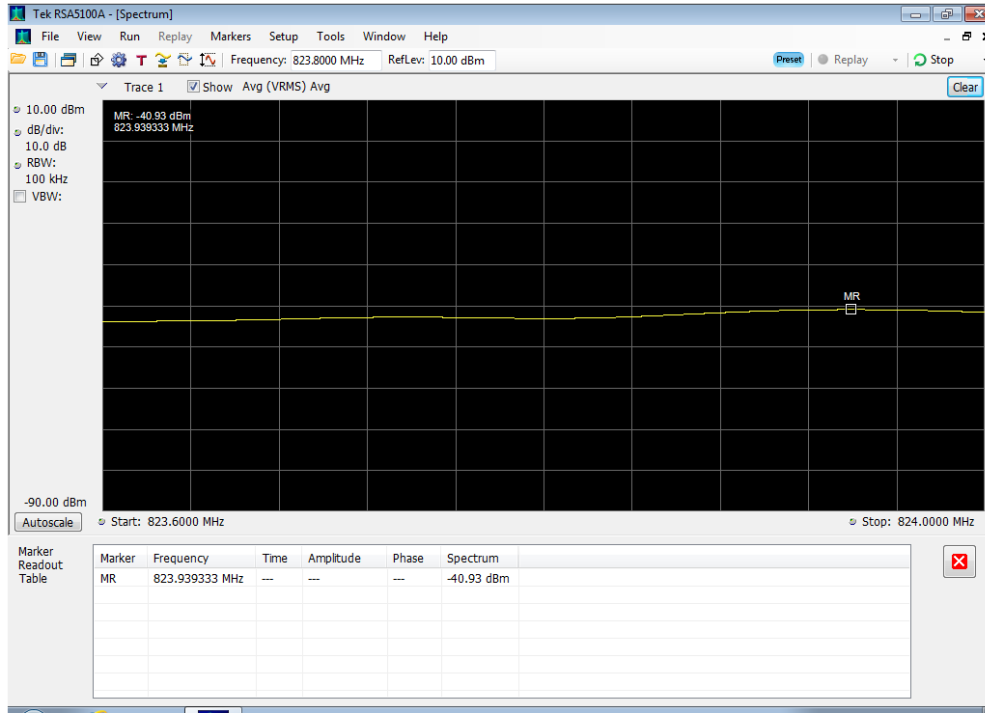 Tek RSA5100A - [Spectrum]
File View Run Replay Markers Setup Tools Window Help
T Frequency: 823.8000 MHz RefLev: 10.00 dBm Preset Replay Stop
Trace 1 Show Avg (VRMS) Avg Clear
10.00 dBm
dB/div:
10.0 dB
RBW:
100 kHz
VBW:
MR: -40.93 dBm
823.939333 MHz
MR
-90.00 dBm
Autoscale Start: 823.6000 MHz Stop: 824.0000 MHz
Marker
Readout
Table
Marker Frequency Time Amplitude Phase Spectrum
MR 823.939333 MHz --- --- --- -40.93 dBm